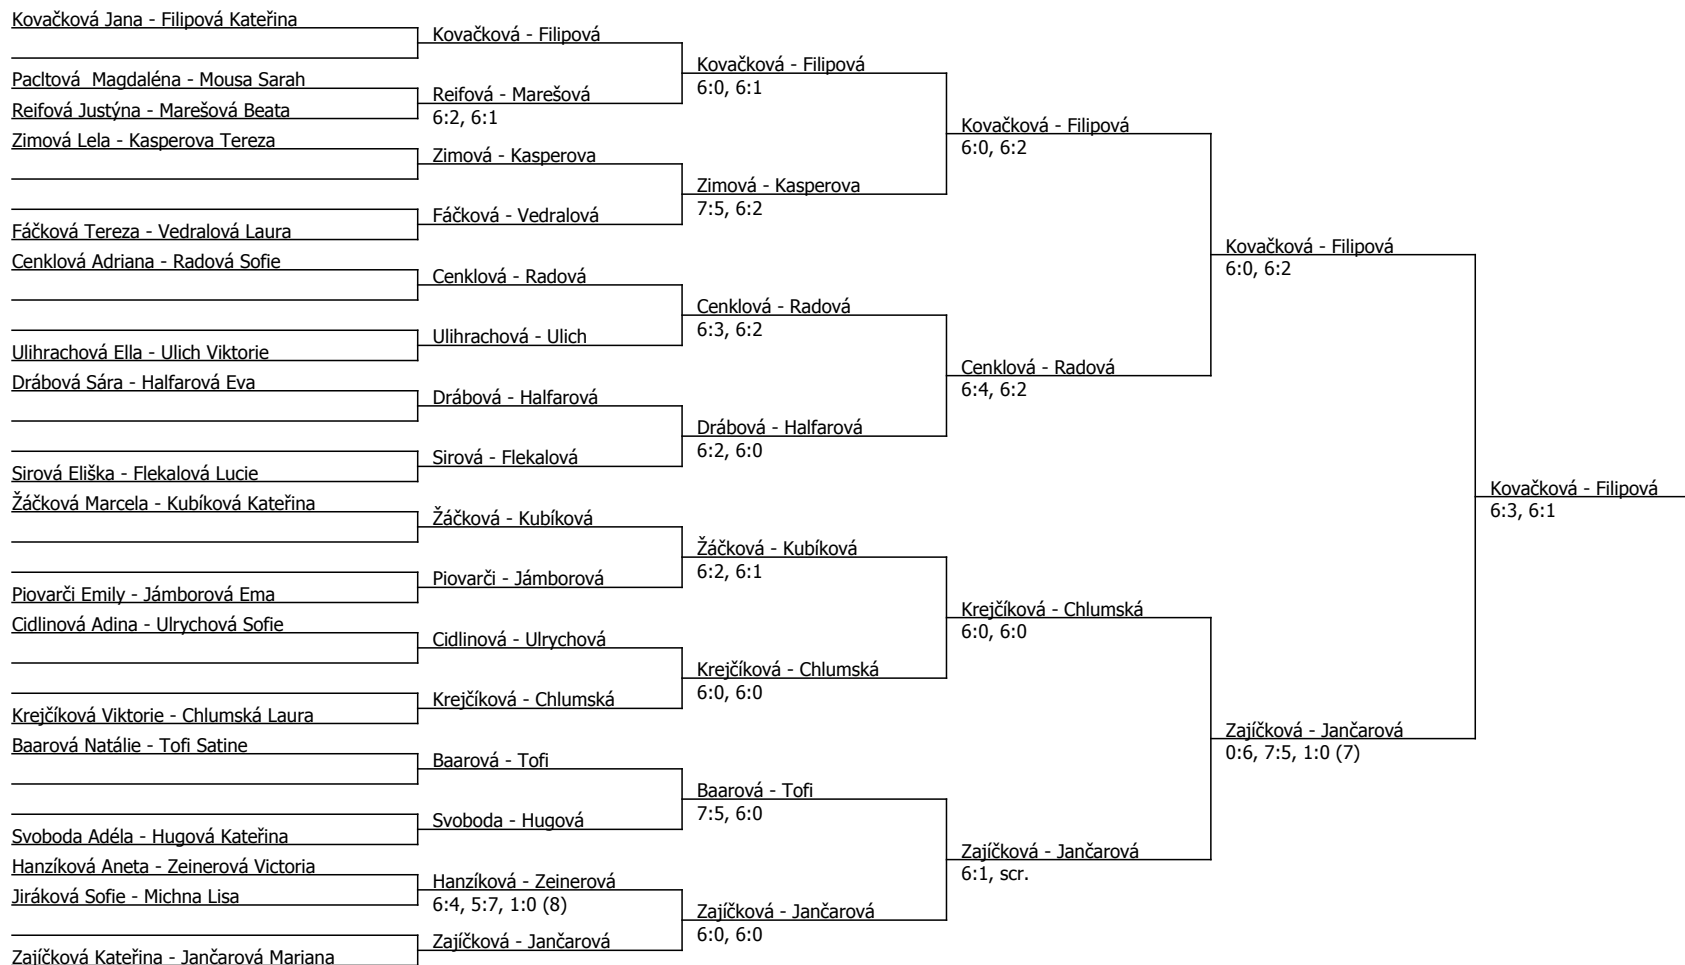 Kovačková Jana - Filipová Kateřina
Pacltová  Magdaléna - Mousa Sarah
Reifová Justýna - Marešová Beata
Zimová Lela - Kasperova Tereza
Fáčková Tereza - Vedralová Laura
Cenklová Adriana - Radová Sofie
Ulihrachová Ella - Ulich Viktorie
Drábová Sára - Halfarová Eva
Sirová Eliška - Flekalová Lucie
Žáčková Marcela - Kubíková Kateřina
Piovarči Emily - Jámborová Ema
Cidlinová Adina - Ulrychová Sofie
Krejčíková Viktorie - Chlumská Laura
Baarová Natálie - Tofi Satine
Svoboda Adéla - Hugová Kateřina
Hanzíková Aneta - Zeinerová Victoria
Jiráková Sofie - Michna Lisa
Zajíčková Kateřina - Jančarová Mariana
Kovačková - Filipová
Reifová - Marešová
6:2, 6:1
Zimová - Kasperova
Fáčková - Vedralová
Cenklová - Radová
Ulihrachová - Ulich
Drábová - Halfarová
Sirová - Flekalová
Žáčková - Kubíková
Piovarči - Jámborová
Cidlinová - Ulrychová
Krejčíková - Chlumská
Baarová - Tofi
Svoboda - Hugová
Hanzíková - Zeinerová
6:4, 5:7, 1:0 (8)
Zajíčková - Jančarová
Kovačková - Filipová
6:0, 6:1
Zimová - Kasperova
7:5, 6:2
Cenklová - Radová
6:3, 6:2
Drábová - Halfarová
6:2, 6:0
Žáčková - Kubíková
6:2, 6:1
Krejčíková - Chlumská
6:0, 6:0
Baarová - Tofi
7:5, 6:0
Zajíčková - Jančarová
6:0, 6:0
Kovačková - Filipová
6:0, 6:2
Cenklová - Radová
6:4, 6:2
Krejčíková - Chlumská
6:0, 6:0
Zajíčková - Jančarová
6:1, scr.
Kovačková - Filipová
6:0, 6:2
Zajíčková - Jančarová
0:6, 7:5, 1:0 (7)
Kovačková - Filipová
6:3, 6:1